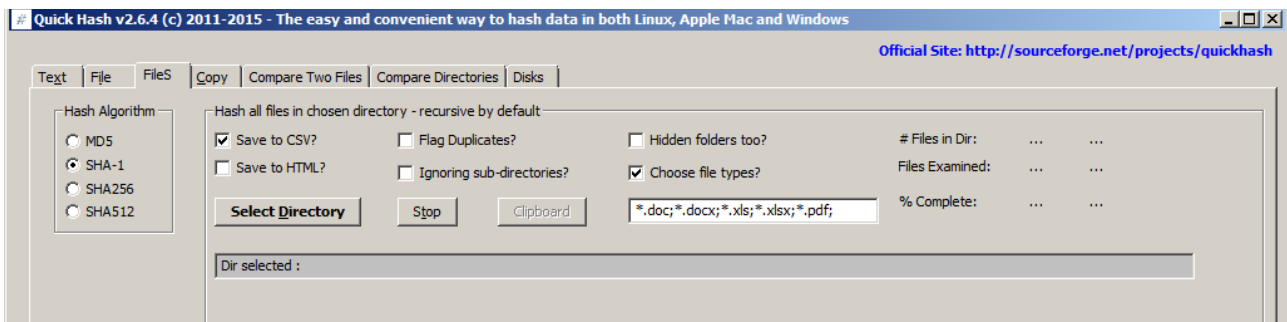 # Quick Hash v2.6.4 (c) 2011-2015 - The easy and convenient way to hash data in both Linux, Apple Mac and Windows
Official Site: http://sourceforge.net/projects/quickhash
Text File FileS Copy Compare Two Files Compare Directories Disks
Hash Algorithm
MD5
SHA-1
SHA256
SHA512
Hash all files in chosen directory - recursive by default
Save to CSV? Flag Duplicates? Hidden folders too? # Files in Dir: ... ...
Save to HTML? Ignoring sub-directories? Choose file types? Files Examined: ... ...
Select Directory Stop Clipboard *.doc;*.docx;*.xls;*.xlsx;*.pdf; % Complete: ... ...
Dir selected :